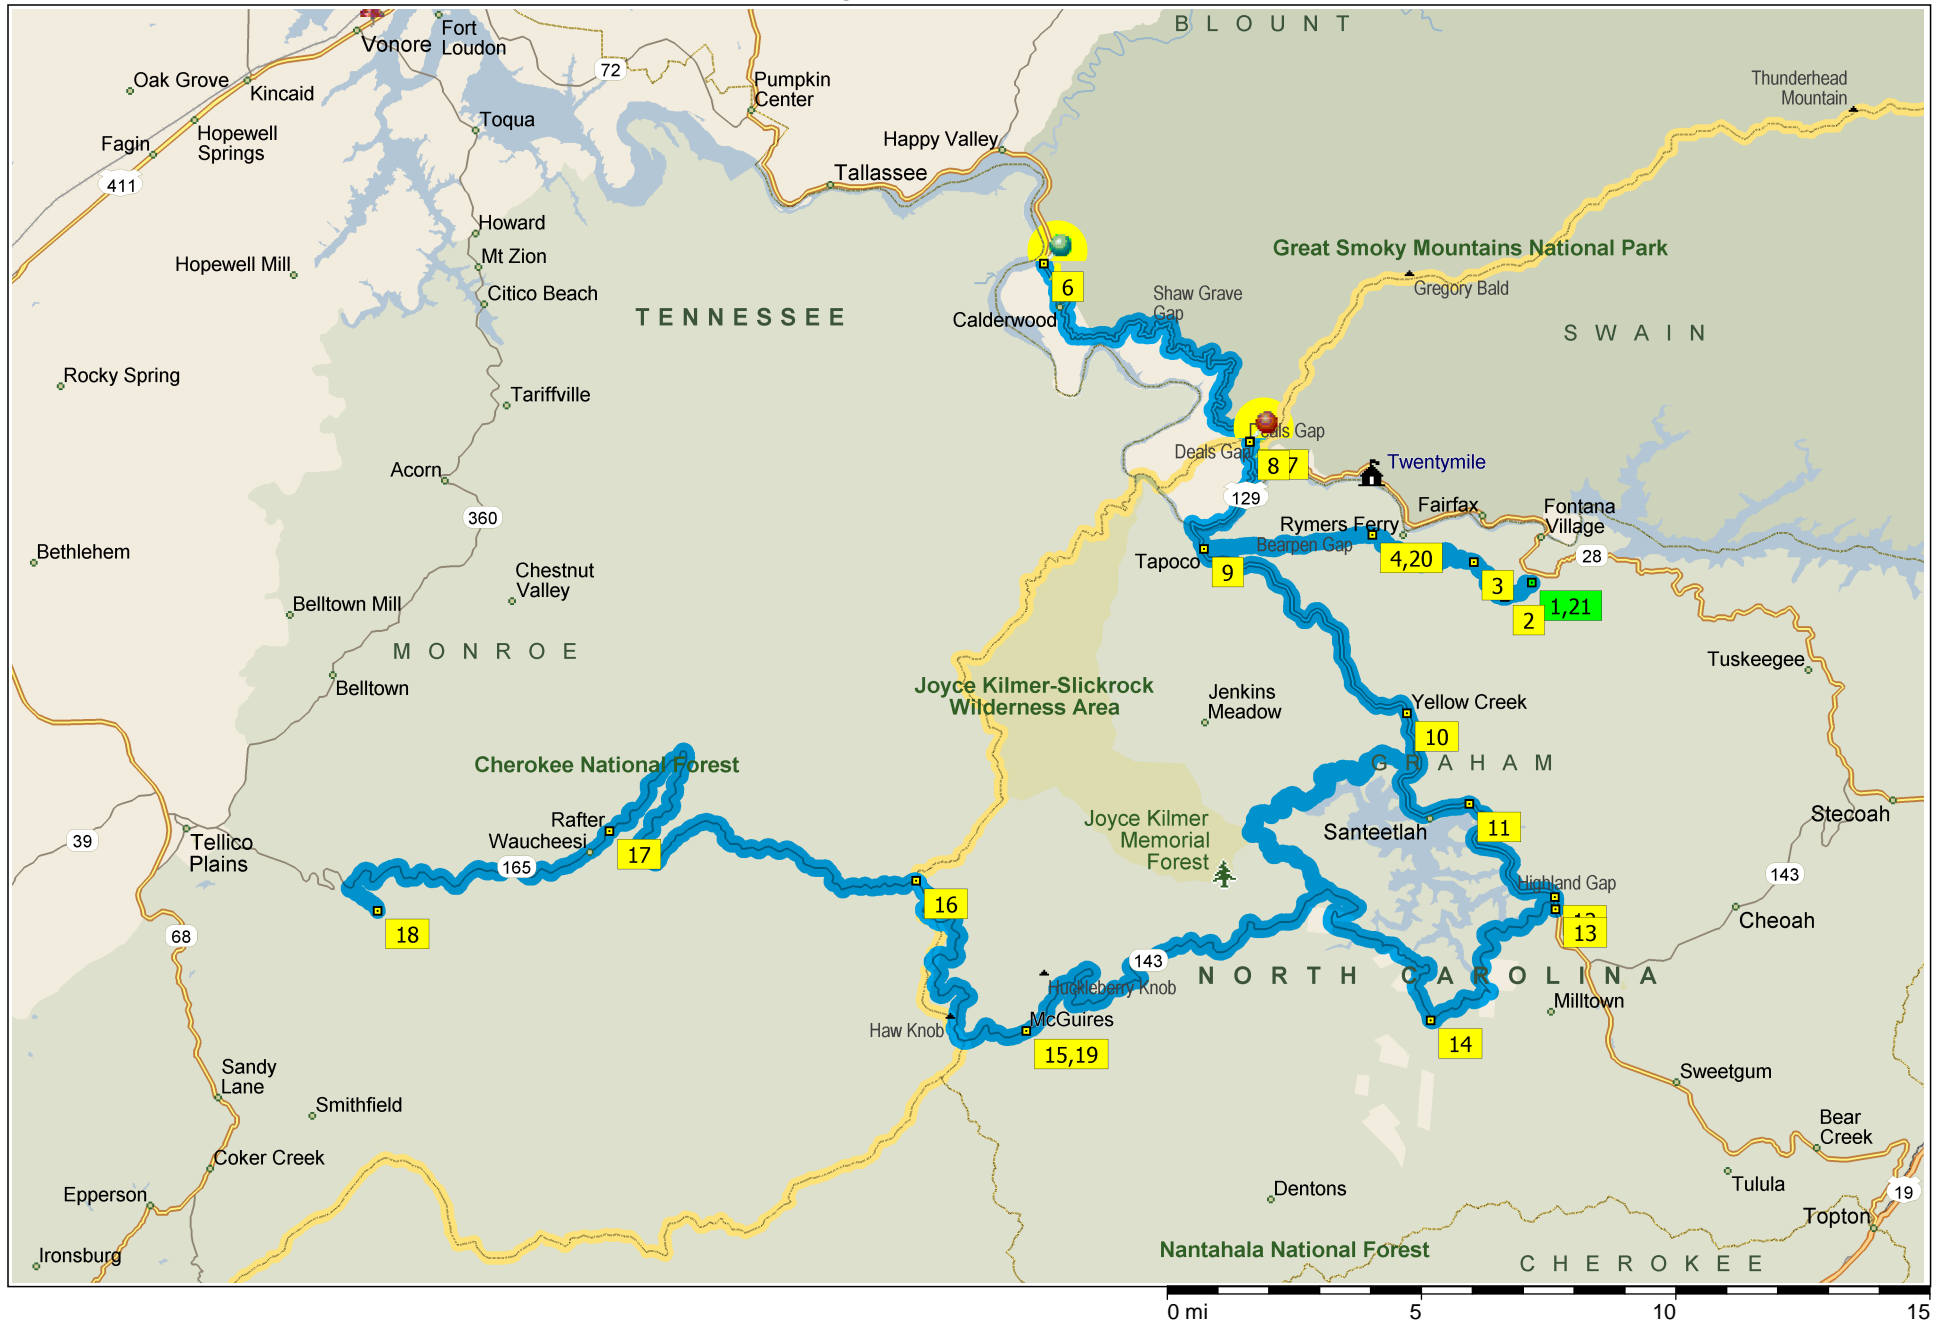 BLOUNT
Fort
Loudon
Vonore
72
Thunderhead
Mountain
Oak Grove
Kincaid
Pumpkin
Center
Toqua
Hopewell
Springs
Fagin
Happy Valley
Tallassee
411
Howard
Great Smoky Mountains National Park
Mt Zion
Hopewell Mill
6
Gregory Bald
Citico Beach
Shaw Grave
Gap
TENNESSEE
Calderwood
SWAIN
Rocky Spring
Tariffville
Deals Gap
Deals Gap
8
7
Twentymile
Acorn
129
Fairfax
Fontana
Village
360
Rymers Ferry
Bearpen Gap
Bethlehem
Tapoco
4,20
28
9
Chestnut
Valley
3
1,21
Belltown Mill
2
MONROE
Tuskeegee
Belltown
Joyce Kilmer-Slickrock
Wilderness Area
Jenkins
Meadow
Yellow Creek
10
Cherokee National Forest
GRAHAM
Stecoah
Rafter
Waucheesi
Joyce Kilmer
Memorial
Forest
Santeetlah
11
39
Tellico
Plains
17
165
143
Highland Gap
16
12
13
Cheoah
18
68
143
NORTH CAROLINA
Huckleberry Knob
Milltown
McGuires
Haw Knob
15,19
14
Sandy
Lane
Sweetgum
Smithfield
Bear
Creek
Coker Creek
Tulula
Epperson
Dentons
19
Topton
Ironsburg
Nantahala National Forest
CHEROKEE
0 mi
5
10
15